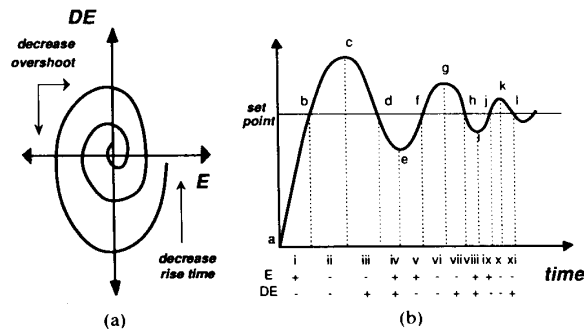 DE
decrease
overshoot
E
decrease
rise time
(a)
c
g
k
b d f h j l
set
point
e
i
a
i ii iii iv v vi vii viii ix x xi
time
E + - - + + - - + + - -
DE - - + + - - + + - - +
(b)